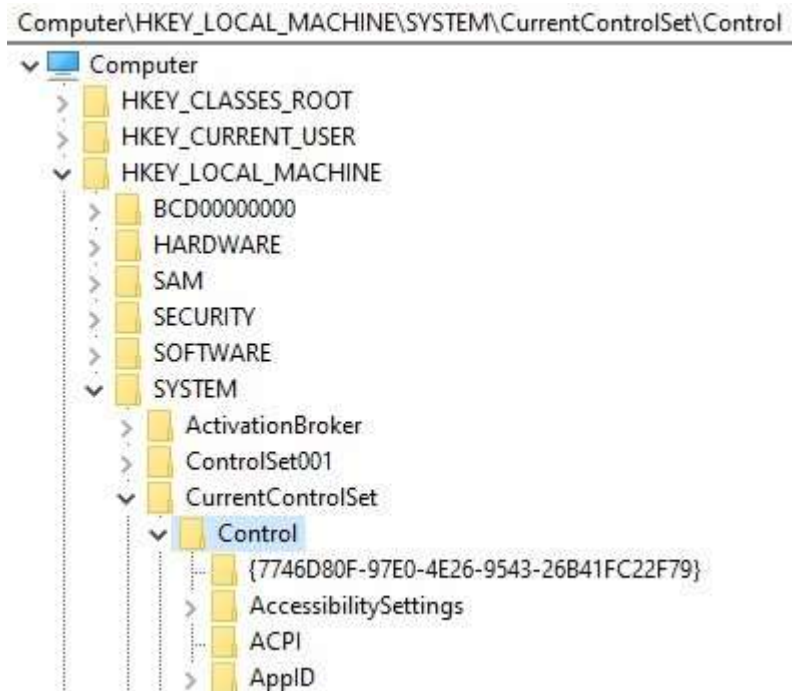 Computer\HKEY_LOCAL_MACHINE\SYSTEM\CurrentControlSet\Control
Computer
HKEY_CLASSES_ROOT
HKEY_CURRENT_USER
HKEY_LOCAL_MACHINE
BCD00000000
HARDWARE
SAM
SECURITY
SOFTWARE
SYSTEM
ActivationBroker
ControlSet001
CurrentControlSet
Control
{7746D80F-97E0-4E26-9543-26B41FC22F79}
AccessibilitySettings
ACPI
AppID